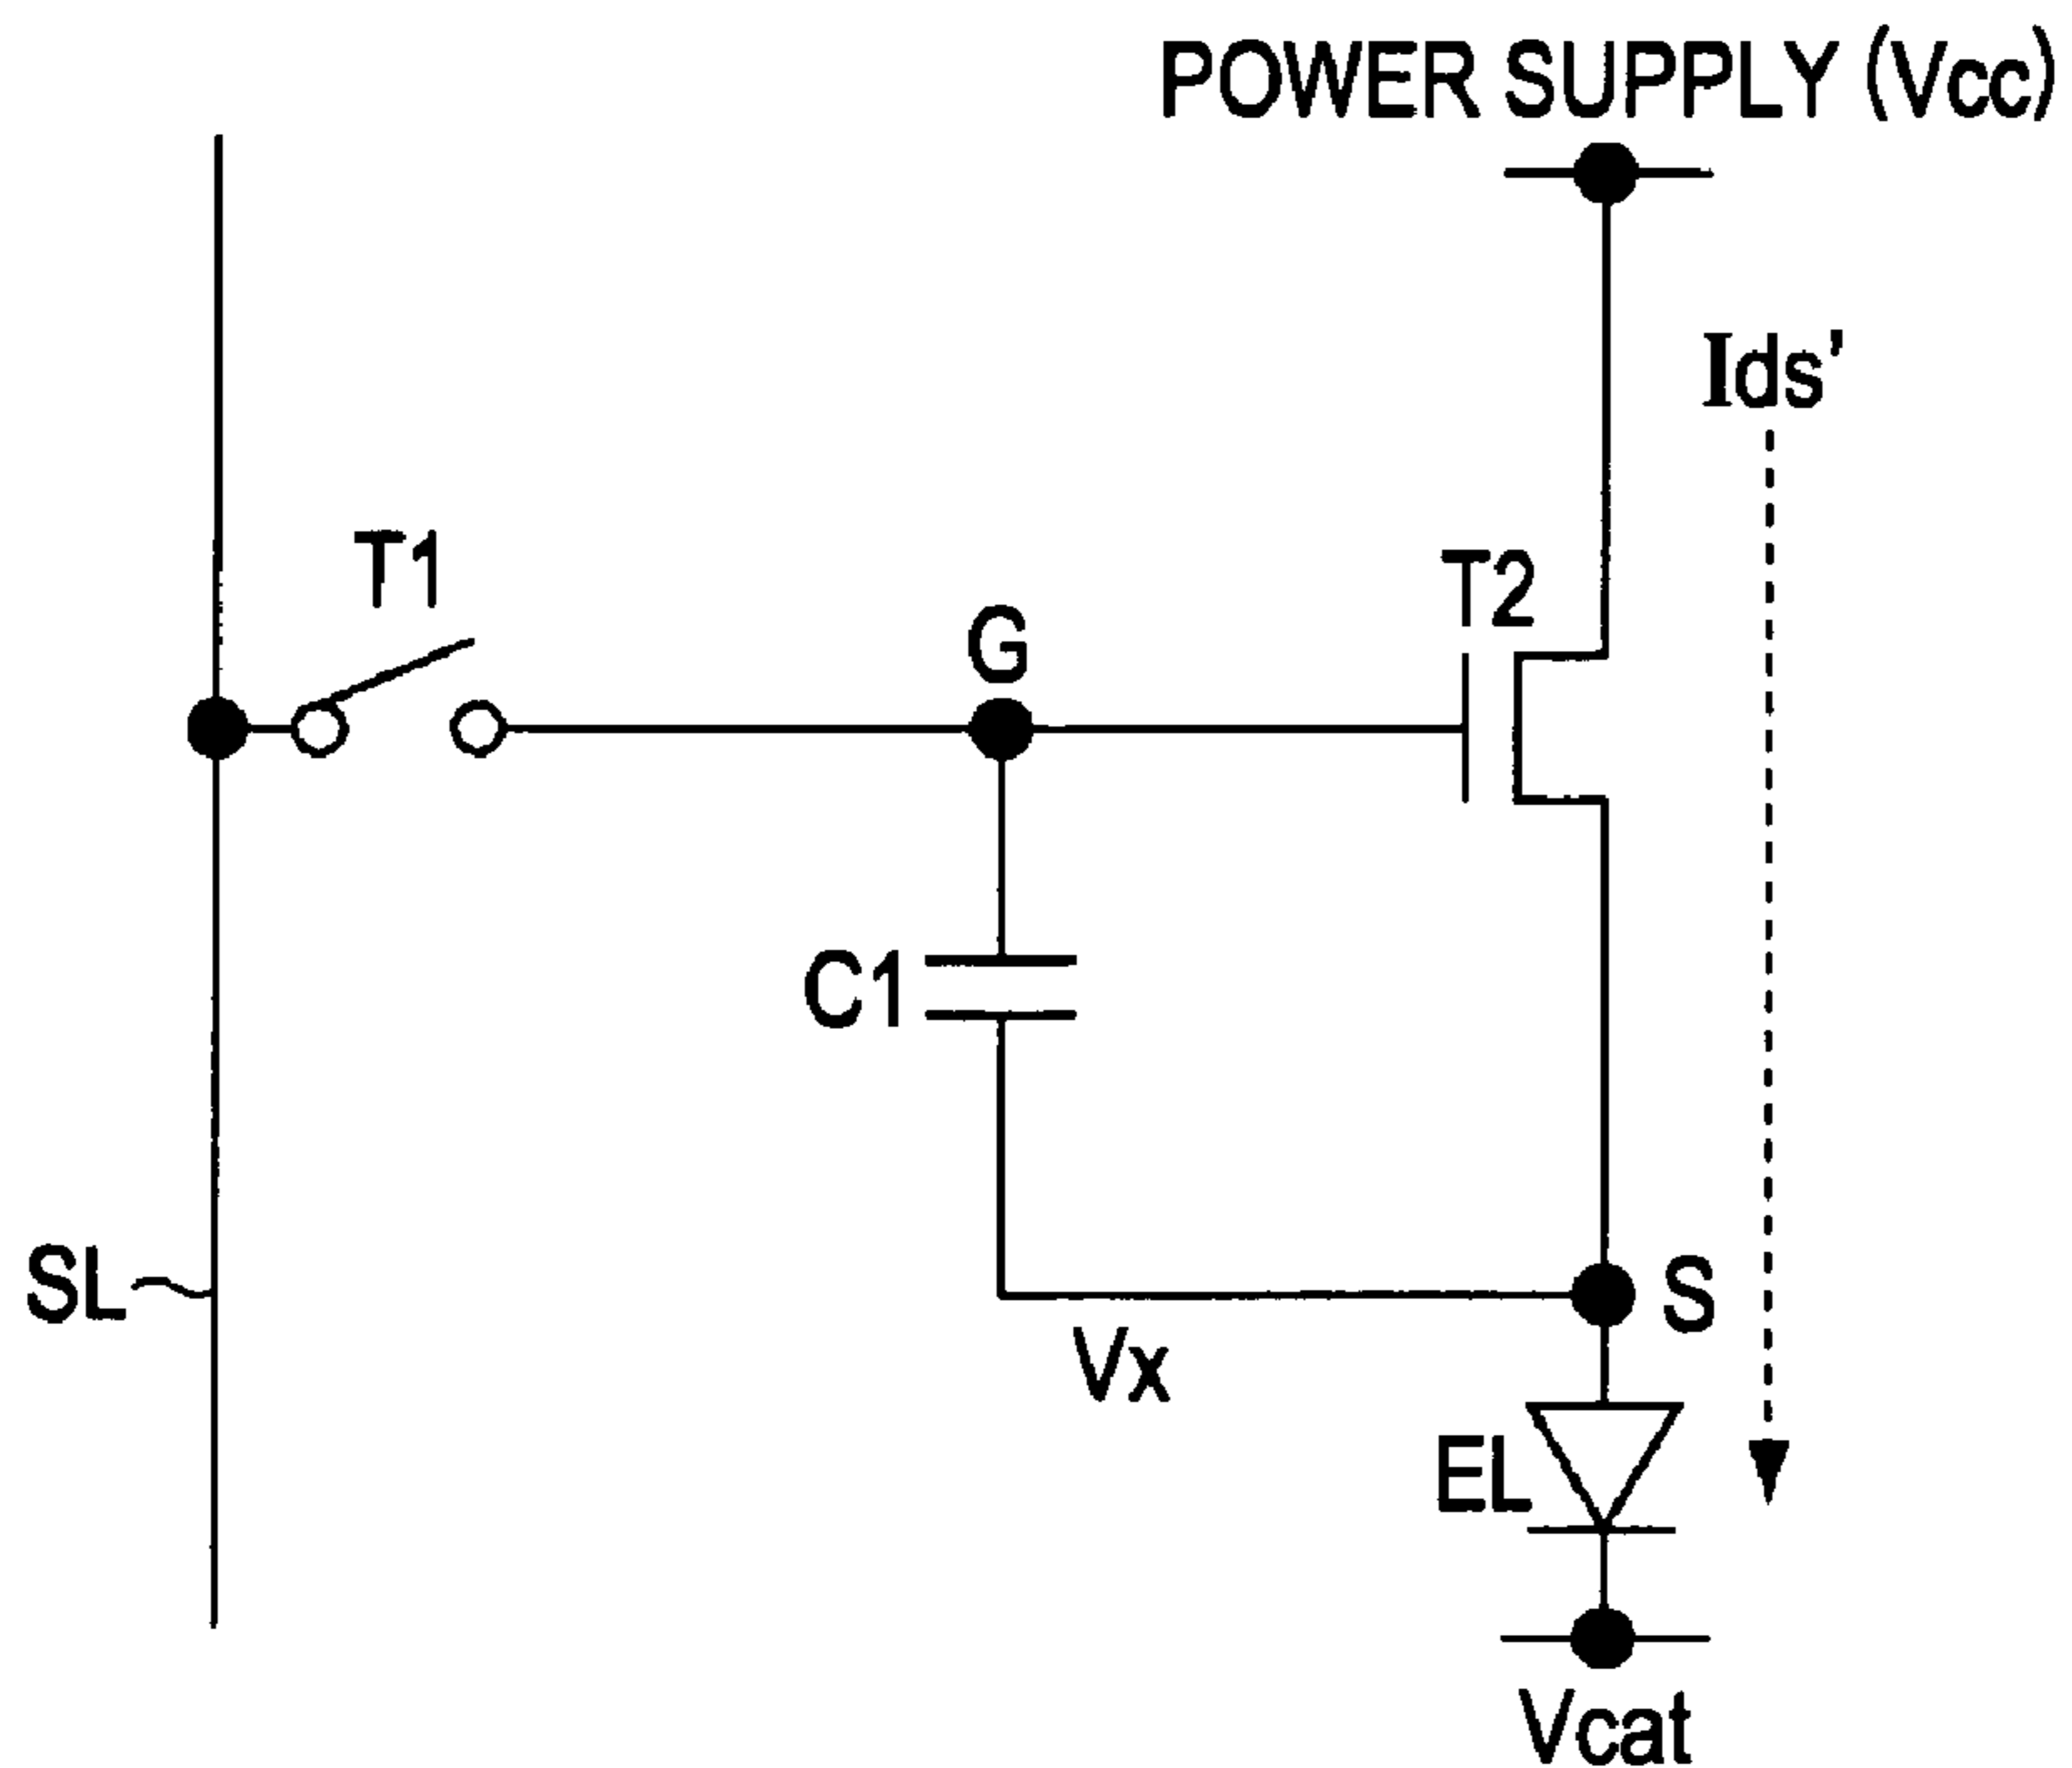 POWER SUPPLY (Vcc)
Ids'
T1
T2
G
C1
SL
S
Vx
EL
Vcat